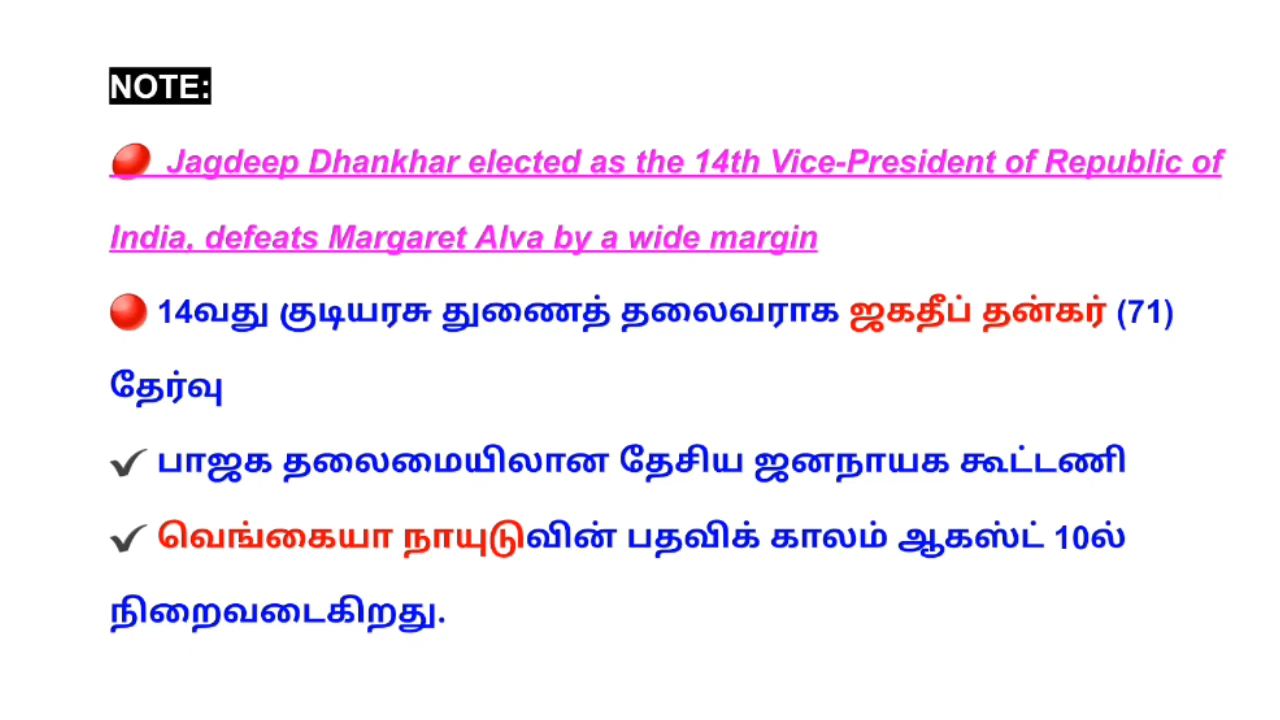 NOTE:
Jagdeep Dhankhar elected as the 14th Vice-President of Republic of
India, defeats Margaret Alva by a wide margin
14வது குடியரசு துணைத் தலைவராக ஜகதீப் தன்கர் (71)
தேர்வு
பாஜக தலைமையிலான தேசிய ஜனநாயக கூட்டணி
வெங்கையா நாயுடுவின் பதவிக் காலம் ஆகஸ்ட் 10ல்
நிறைவடைகிறது.